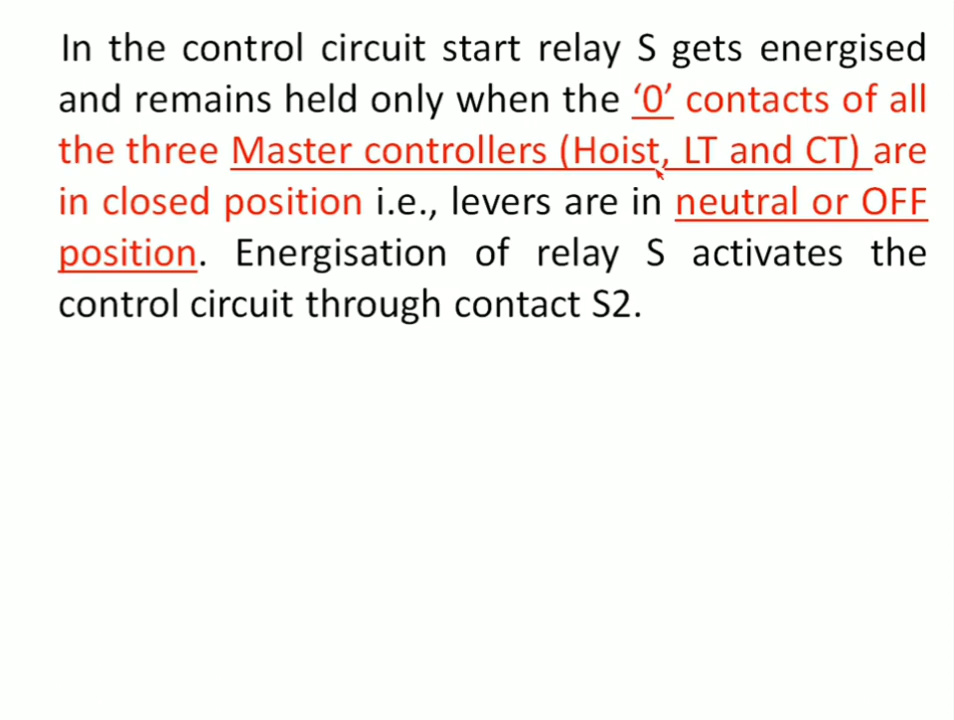 In the control circuit start relay S gets energised
and remains held only when the ‘0’ contacts of all
the three Master controllers (Hoist, LT and CT) are
in closed position i.e., levers are in neutral or OFF
position. Energisation of relay S activates the
control circuit through contact S2.